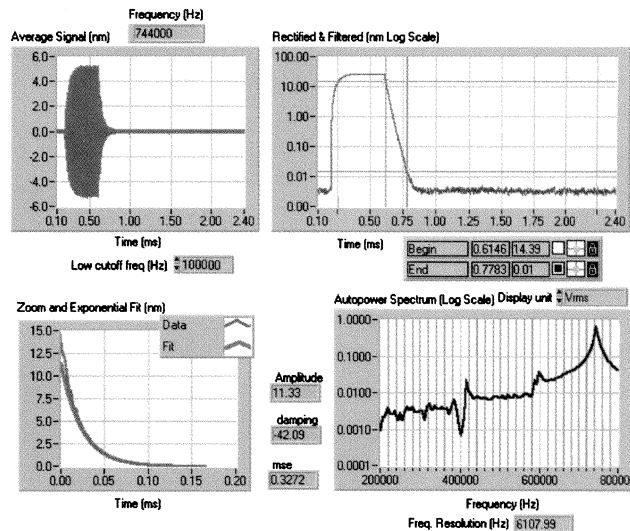 Frequency (Hz)
744000
Average Signal (nm)
6.0
4.0
2.0
0.0
-2.0
-4.0
-6.0
0.10 0.50 1.00 1.50 2.00 2.40
Time (ms)
Low cutoff freq (Hz) 100000
Rectified & Filtered (nm Log Scale)
100.00
10.00
1.00
0.10
0.01
0.00
0.10 0.50 0.75 1.00 1.25 1.50 1.75 2.00 2.40
Time (ms)
Begin 0.6146 14.39
End 0.7783 0.01
Zoom and Exponential Fit (nm)
Data
Fit
15.0
12.5
10.0
7.5
5.0
2.5
0.0
0.00 0.05 0.10 0.15 0.20
Time (ms)
Amplitude
11.33
damping
-42.09
mse
0.3272
Autopower Spectrum (Log Scale) Display unit Vrms
1.0000
0.1000
0.0100
0.0010
0.0001
200000 400000 600000 80000
Frequency (Hz)
Freq. Resolution (Hz) 6107.99